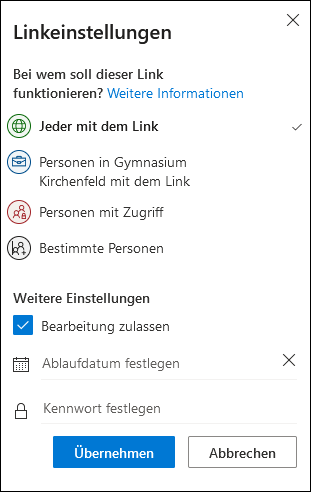 Linkeinstellungen
Bei wem soll dieser Link
funktionieren? Weitere Informationen
Jeder mit dem Link
Personen in Gymnasium
Kirchenfeld mit dem Link
Personen mit Zugriff
Bestimmte Personen
Weitere Einstellungen
Bearbeitung zulassen
Ablaufdatum festlegen
Kennwort festlegen
Übernehmen Abbrechen